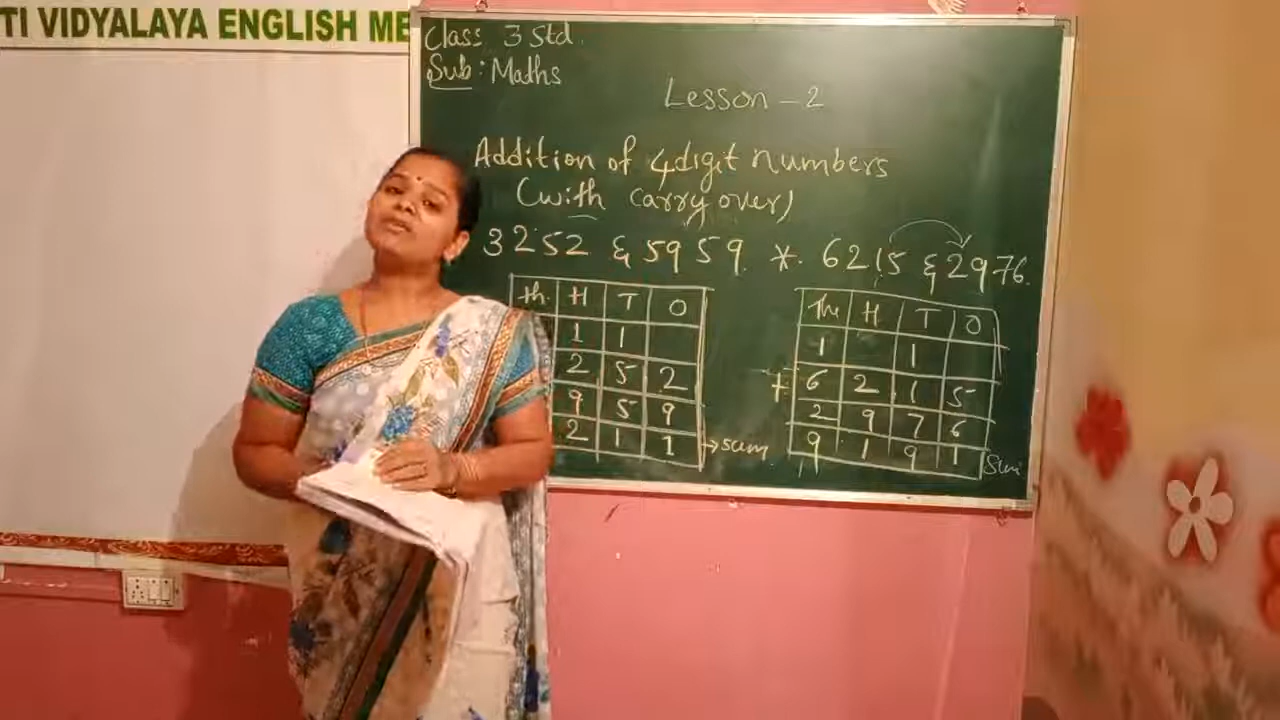 TI VIDYALAYA ENGLISH ME
Class 3 Std.
Sub: Maths
Lesson - 2
Addition of 4 digit numbers
(with carry over)
3252 & 5959 * 6215 & 2976.
Th. H T O
1 1
2 5 2
9 5 9
2 1 1 → sum
Th H T O
1 1
+ 6 2 1 5
2 9 7 6
9 1 9 1